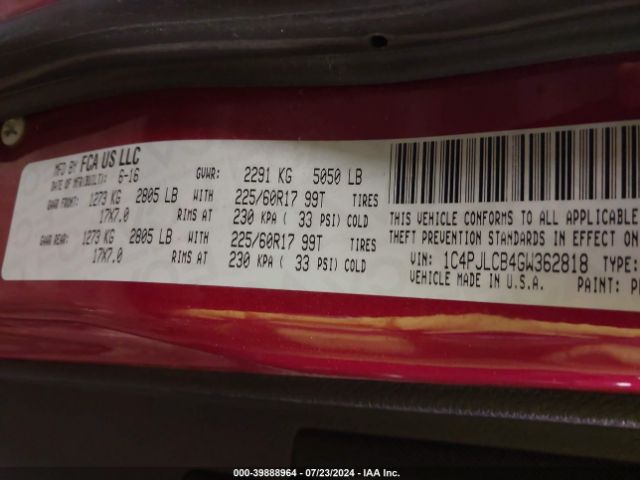 MFD BY FCA US LLC
DATE OF MFR/BUILT: 6-16 GVWR: 2291 KG 5050 LB
GAWR FRONT: 1273 KG 2805 LB WITH 225/60R17 99T TIRES
17X7.0 RIMS AT 230 KPA ( 33 PSI) COLD
GAWR REAR: 1273 KG 2805 LB WITH 225/60R17 99T TIRES
17X7.0 RIMS AT 230 KPA ( 33 PSI) COLD
THIS VEHICLE CONFORMS TO ALL APPLICABLE
THEFT PREVENTION STANDARDS IN EFFECT ON
VIN: 1C4PJLCB4GW362818 TYPE:
VEHICLE MADE IN U.S.A. PAINT:
000-39888964 - 07/23/2024 - IAA Inc.